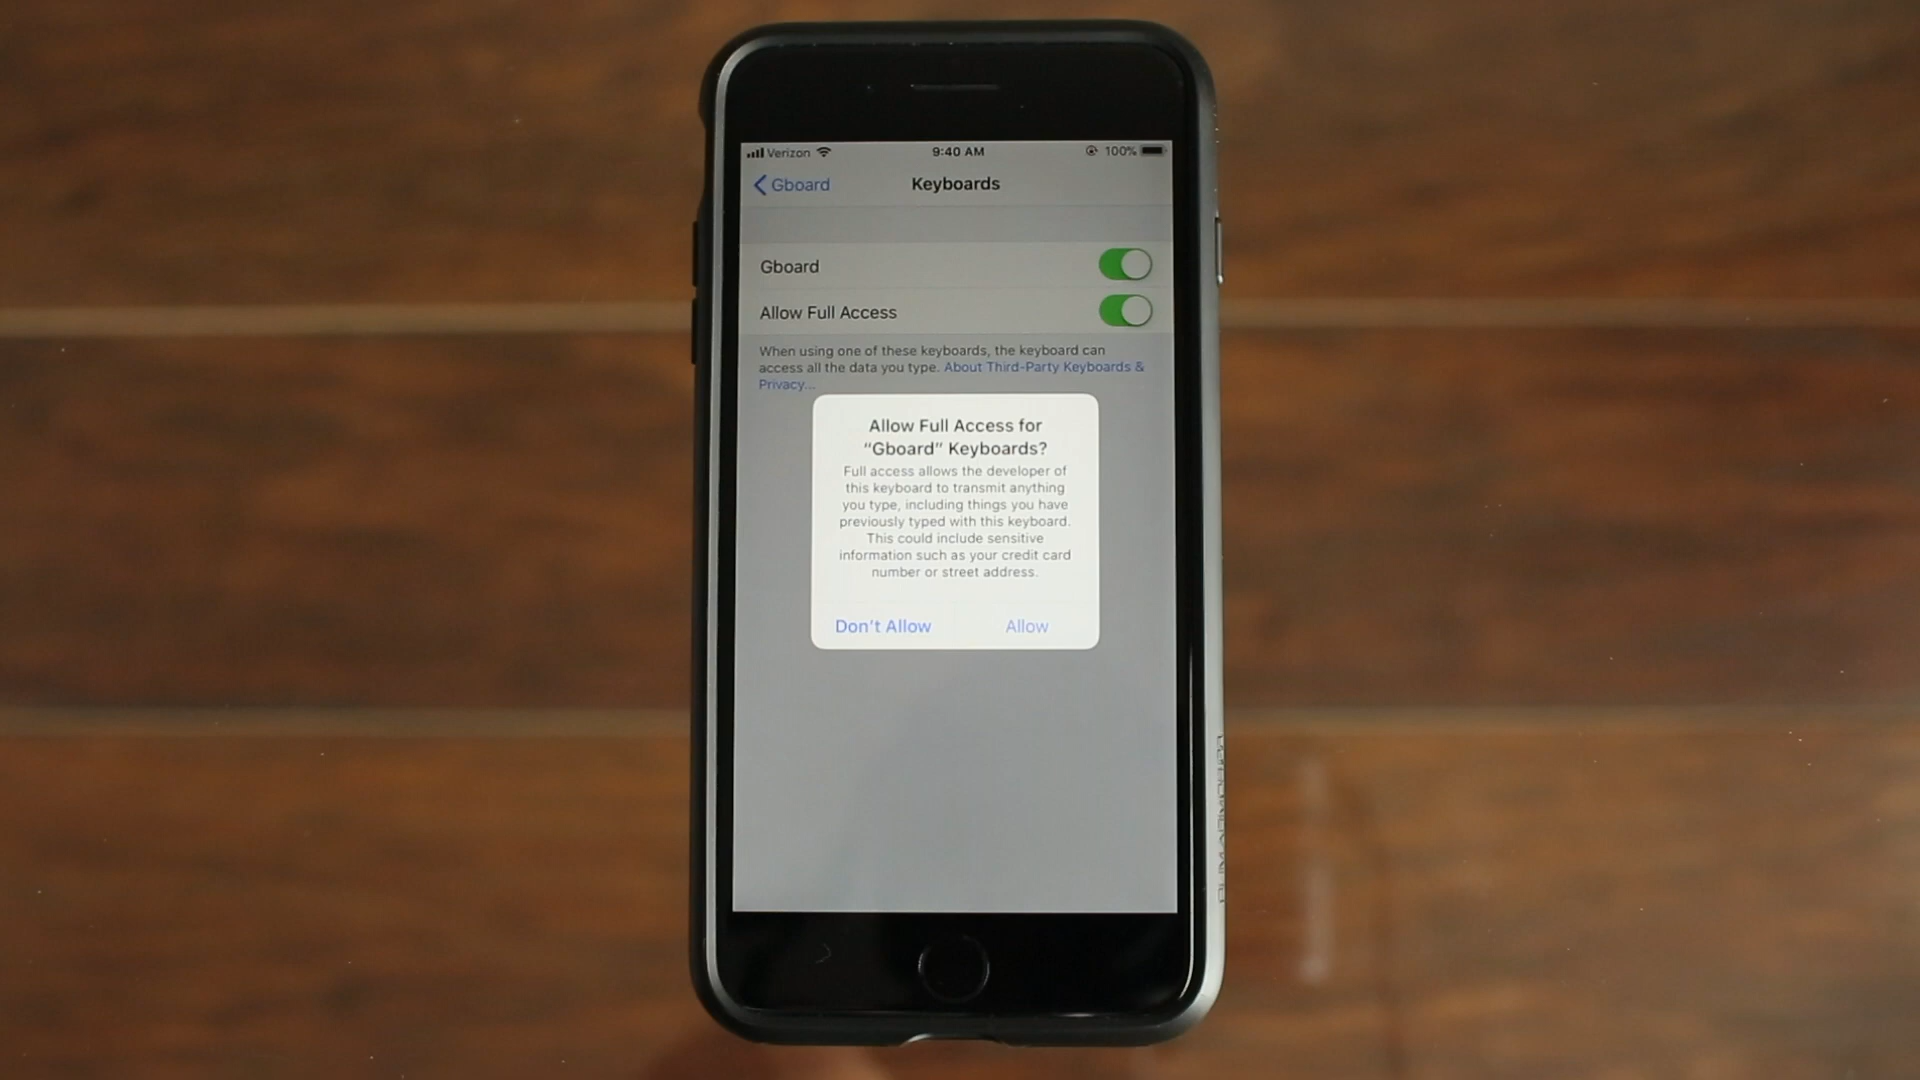 Verizon 9:40 AM 100%
Gboard Keyboards
Gboard
Allow Full Access
When using one of these keyboards, the keyboard can
access all the data you type. About Third-Party Keyboards &
Privacy...
Allow Full Access for
“Gboard” Keyboards?
Full access allows the developer of
this keyboard to transmit anything
you type, including things you have
previously typed with this keyboard.
This could include sensitive
information such as your credit card
number or street address.
Don't Allow Allow